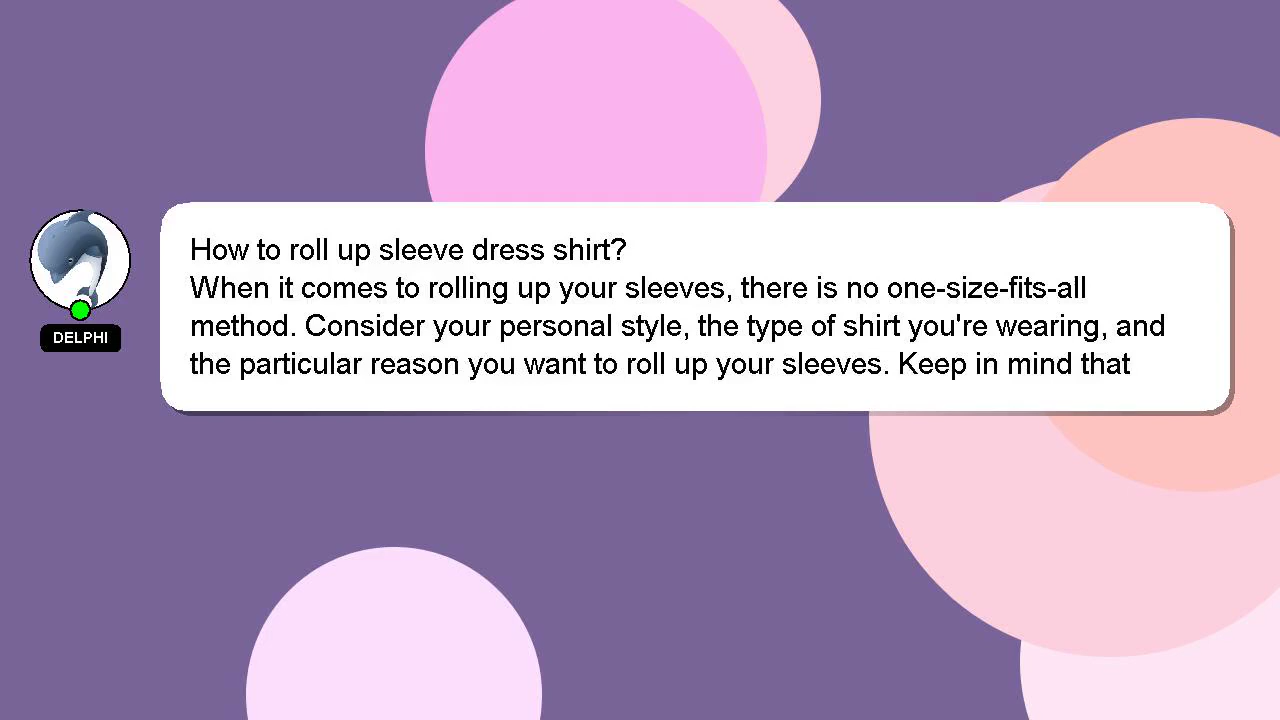 How to roll up sleeve dress shirt?
When it comes to rolling up your sleeves, there is no one-size-fits-all
method. Consider your personal style, the type of shirt you're wearing, and
the particular reason you want to roll up your sleeves. Keep in mind that
DELPHI